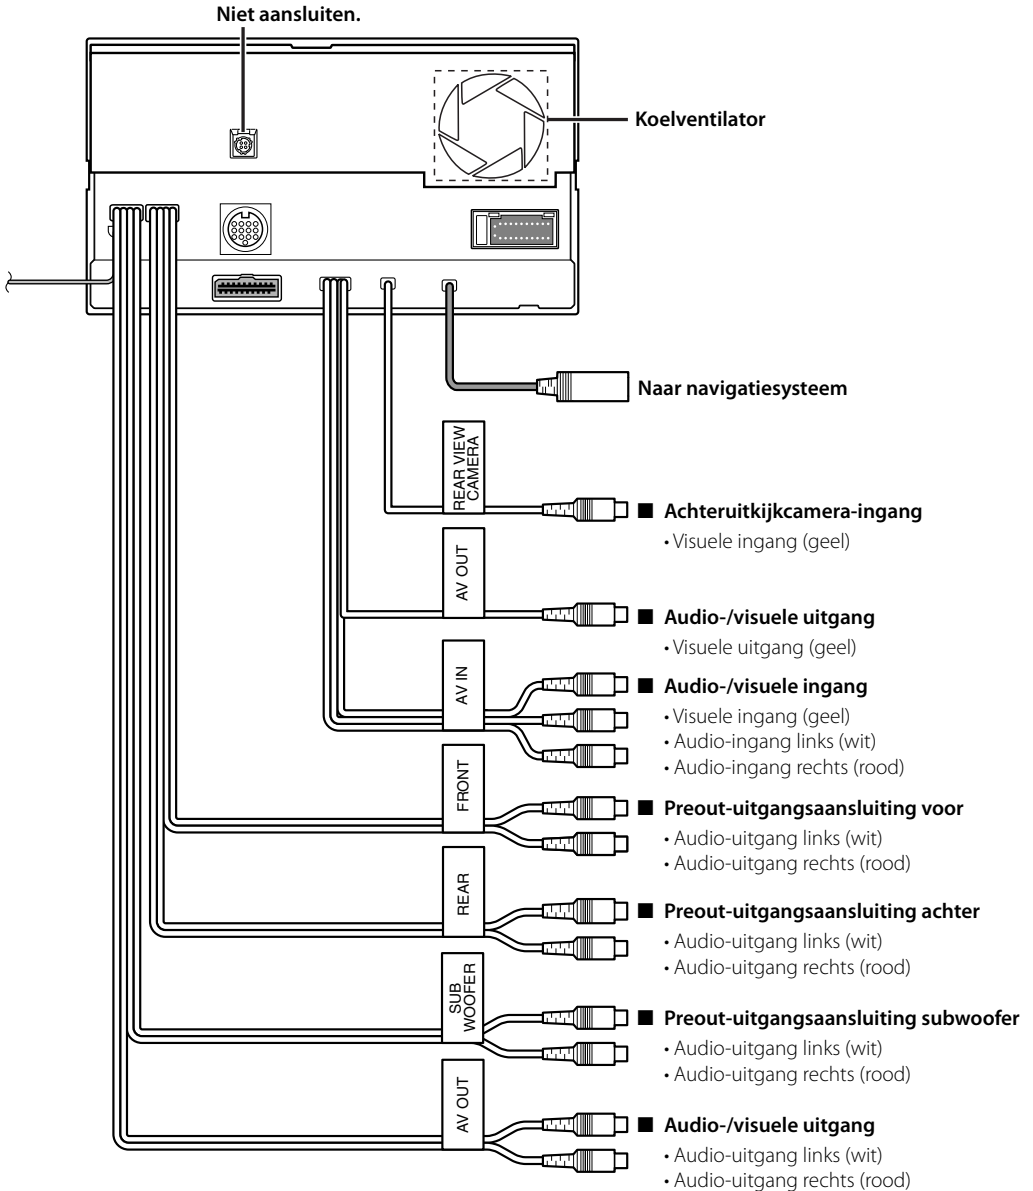 Niet aansluiten.
Koelventilator
Naar navigatiesysteem
REAR VIEW
CAMERA
■ Achteruitkijkcamera-ingang
• Visuele ingang (geel)
AV OUT
■ Audio-/visuele uitgang
• Visuele uitgang (geel)
AV IN
■ Audio-/visuele ingang
• Visuele ingang (geel)
• Audio-ingang links (wit)
• Audio-ingang rechts (rood)
FRONT
■ Preout-uitgangsaansluiting voor
• Audio-uitgang links (wit)
• Audio-uitgang rechts (rood)
REAR
■ Preout-uitgangsaansluiting achter
• Audio-uitgang links (wit)
• Audio-uitgang rechts (rood)
SUB
WOOFER
■ Preout-uitgangsaansluiting subwoofer
• Audio-uitgang links (wit)
• Audio-uitgang rechts (rood)
AV OUT
■ Audio-/visuele uitgang
• Audio-uitgang links (wit)
• Audio-uitgang rechts (rood)